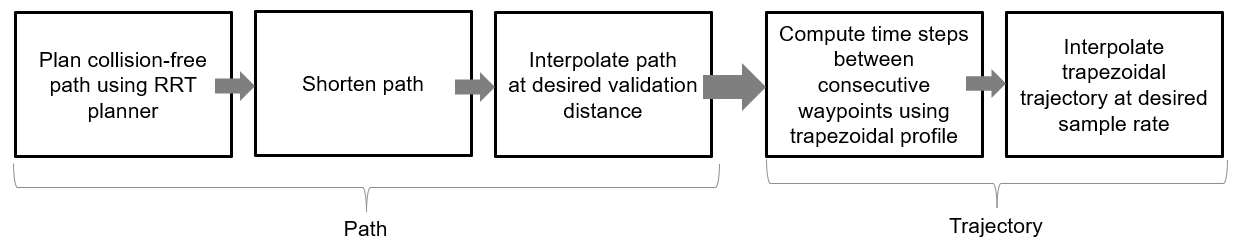 Plan collision-free
path using RRT
planner
Shorten path
Interpolate path
at desired validation
distance
Compute time steps
between
consecutive
waypoints using
trapezoidal profile
Interpolate
trapezoidal
trajectory at desired
sample rate
Path
Trajectory